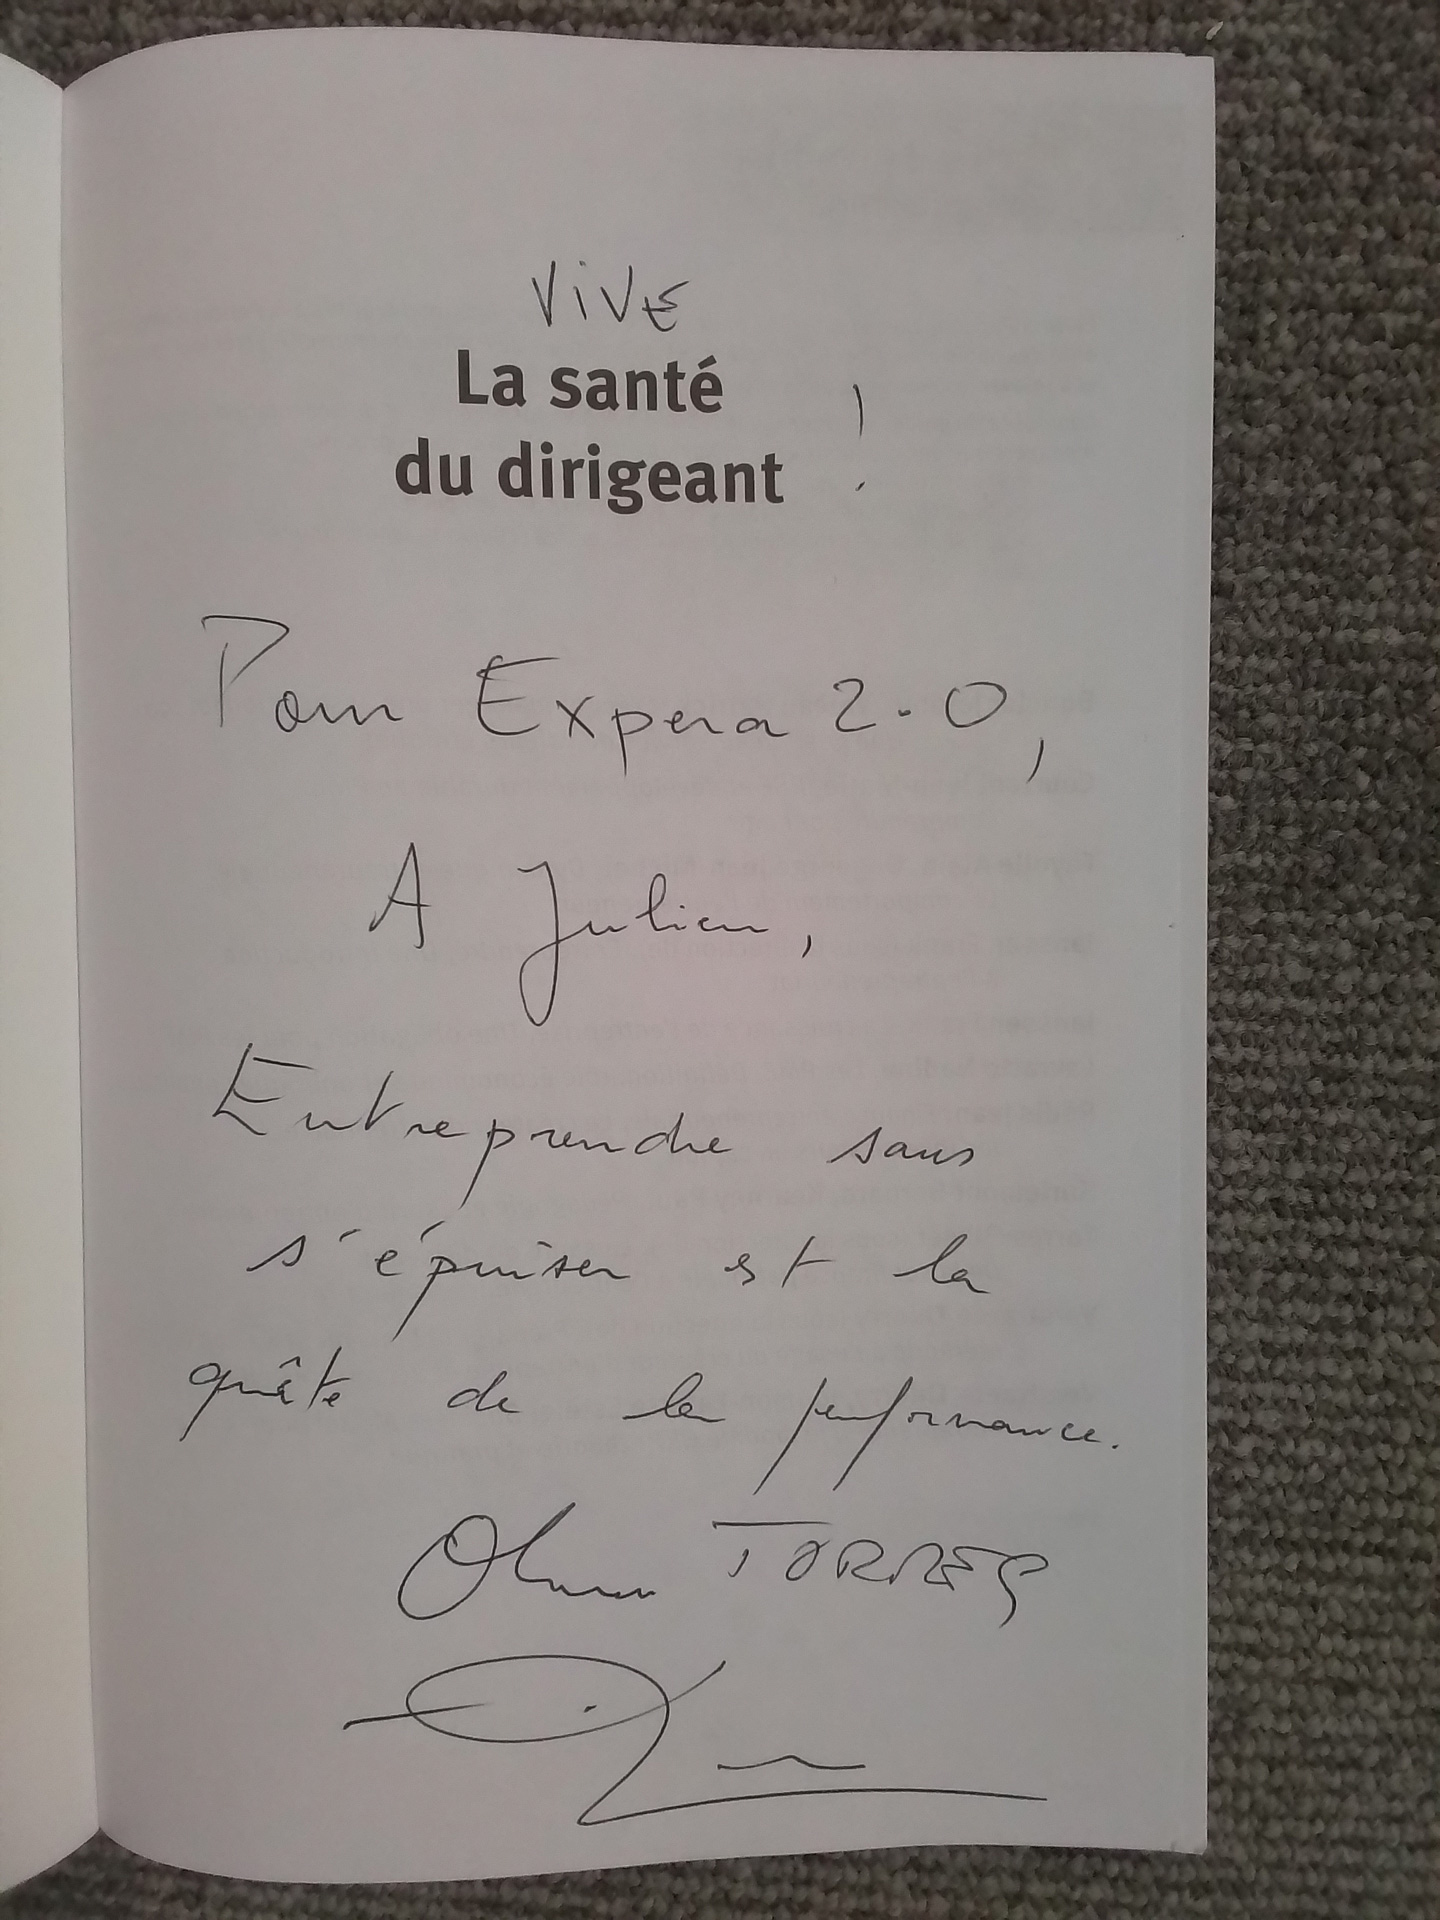 ViVE
La santé
du dirigeant !
Pour Expera 2.0,
A Julien,
Entreprendre sans
s'épuiser est la
quête de la performance.
Olivier TORRES